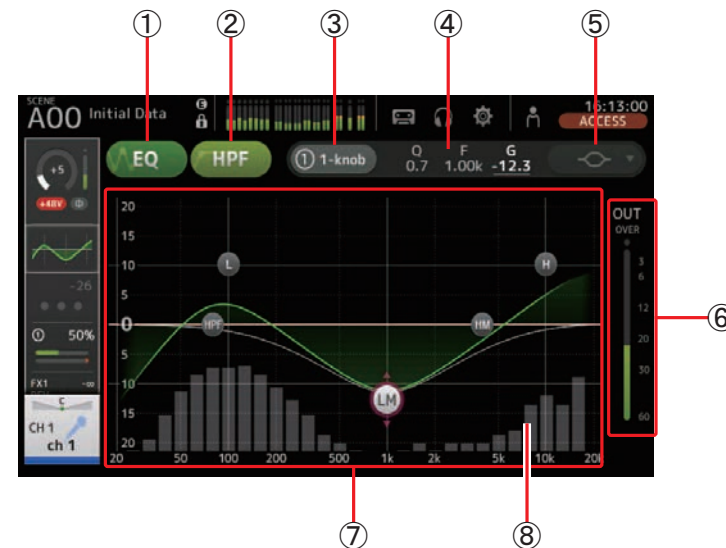 ① ② ③ ④ ⑤
SCENE
A00 Initial Data
E
16:13:00
ACCESS
EQ
HPF
① 1-knob
Q F G
0.7 1.00k -12.3
+5
+48V Φ
-26
① 50%
FX1 -∞
C
CH 1
ch 1
20
15
10
5
0
5
10
15
20
L
H
HPF
HM
LM
20 50 100 200 500 1k 2k 5k 10k 20k
OUT
OVER
3
6
12
20
30
60
⑥
⑦ ⑧